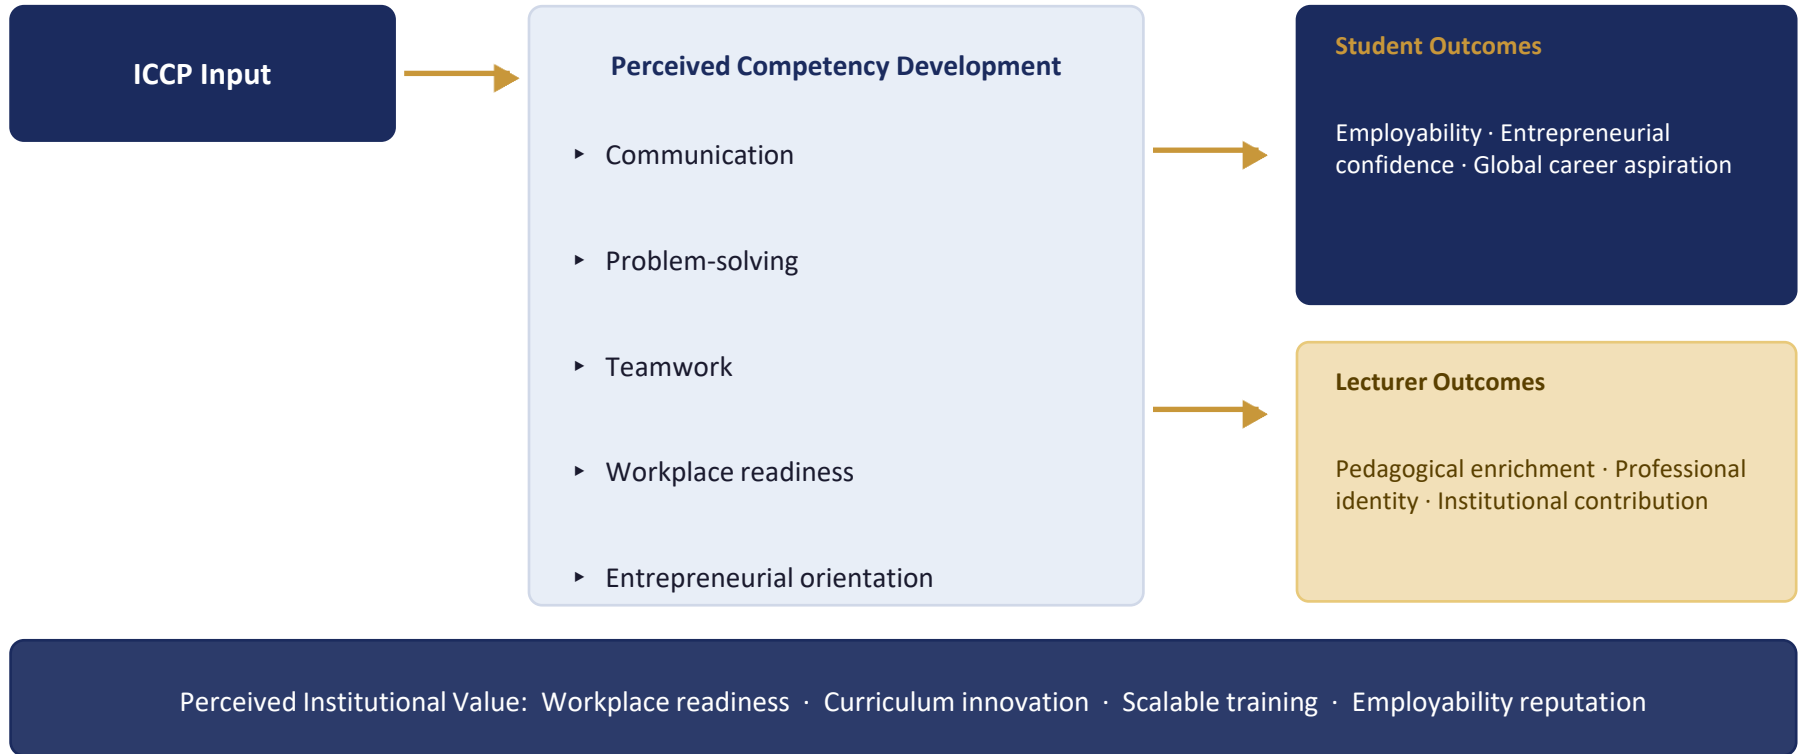 ICCP Input
Perceived Competency Development
‣ Communication
‣ Problem-solving
‣ Teamwork
‣ Workplace readiness
‣ Entrepreneurial orientation
Student Outcomes
Employability · Entrepreneurial
confidence · Global career aspiration
Lecturer Outcomes
Pedagogical enrichment · Professional
identity · Institutional contribution
Perceived Institutional Value: Workplace readiness · Curriculum innovation · Scalable training · Employability reputation